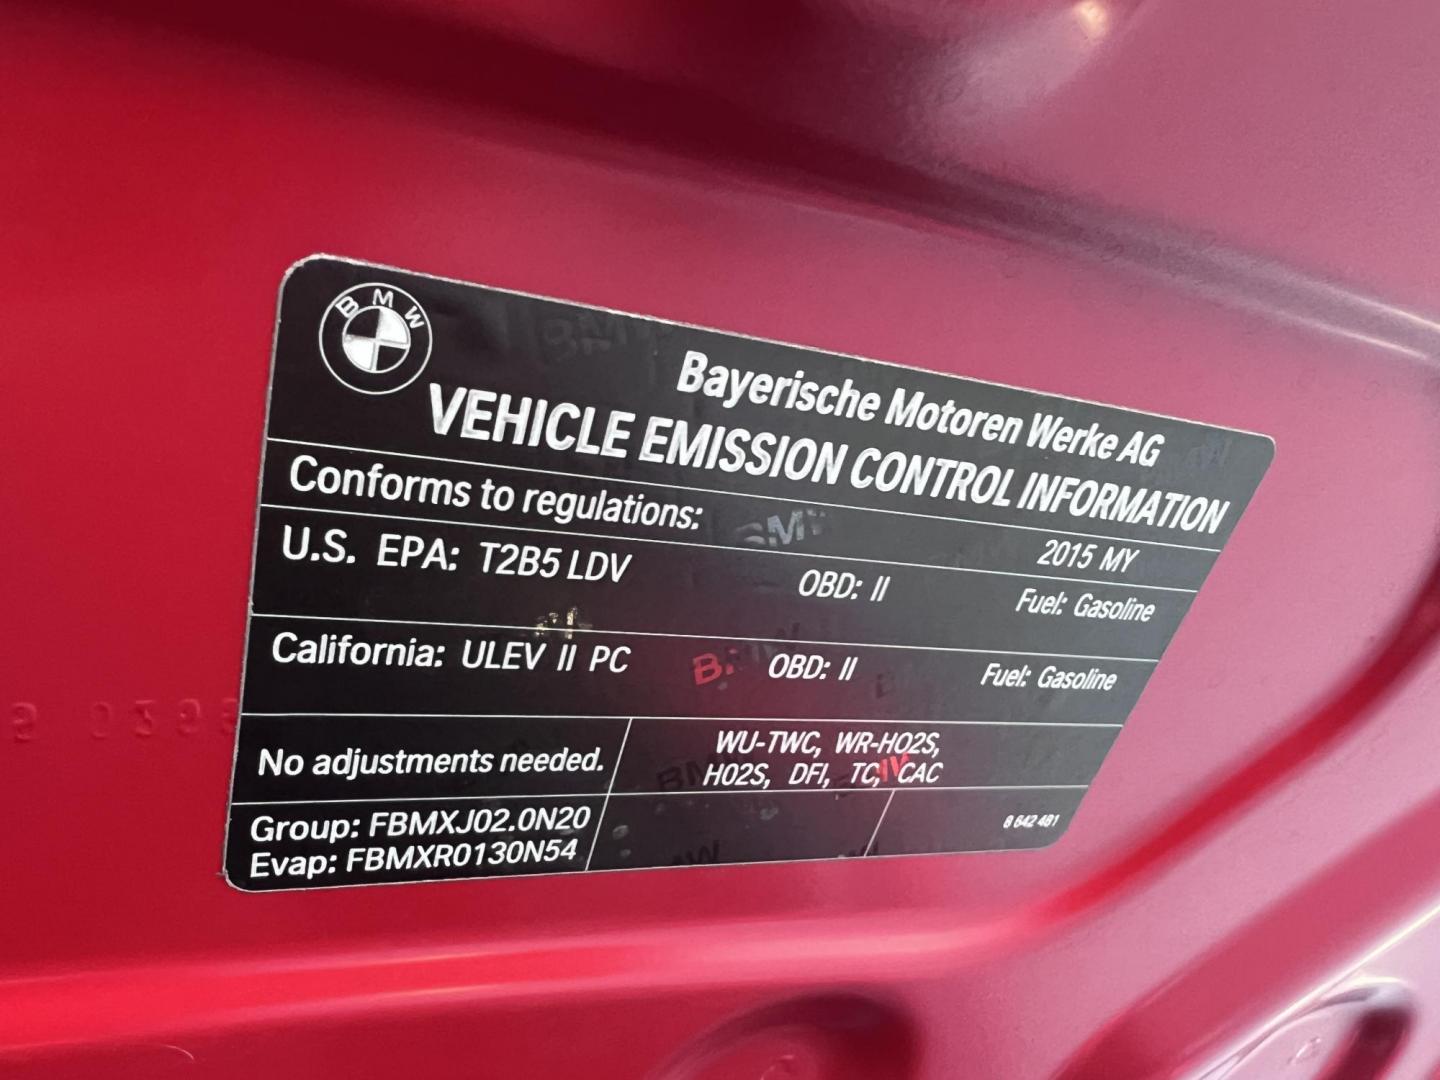 BMW
Bayerische Motoren Werke AG
VEHICLE EMISSION CONTROL INFORMATION
Conforms to regulations: 2015 MY
U.S. EPA: T2B5 LDV OBD: II Fuel: Gasoline
California: ULEV II PC OBD: II Fuel: Gasoline
No adjustments needed.
WU-TWC, WR-HO2S,
HO2S, DFI, TC, CAC
Group: FBMXJ02.0N20
Evap: FBMXR0130N54
8 642 481